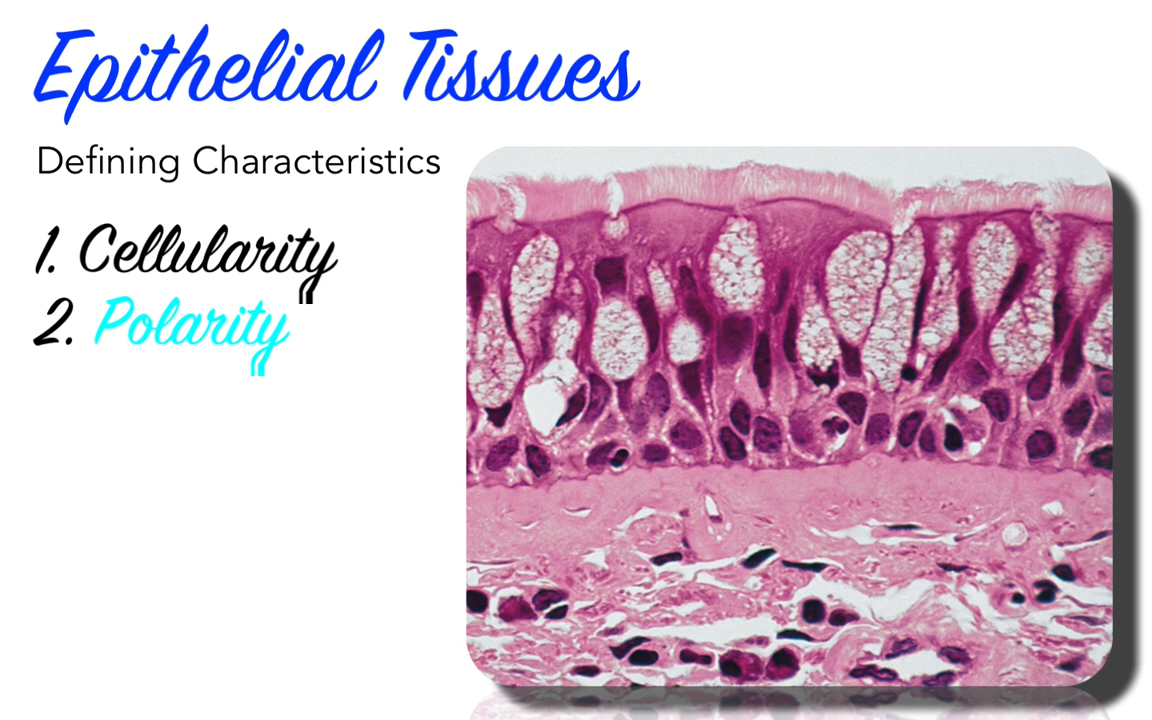 Epithelial Tissues
Defining Characteristics
1. Cellularity
2. Polarity